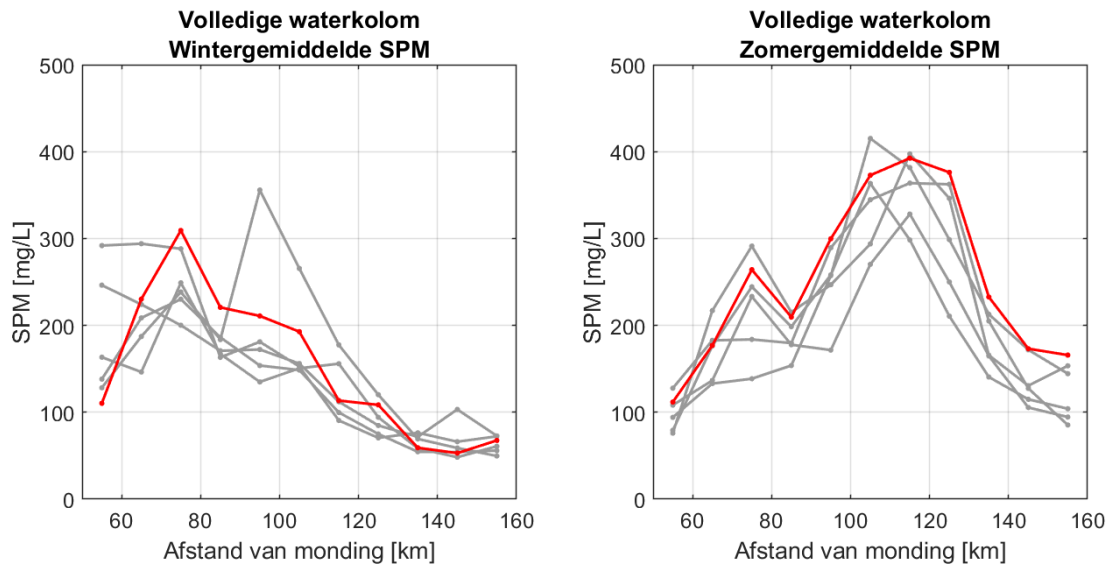 Volledige waterkolom
Wintergemiddelde SPM
500
400
300
200
100
0
SPM [mg/L]
60 80 100 120 140 160
Afstand van monding [km]
Volledige waterkolom
Zomergemiddelde SPM
500
400
300
200
100
0
SPM [mg/L]
60 80 100 120 140 160
Afstand van monding [km]